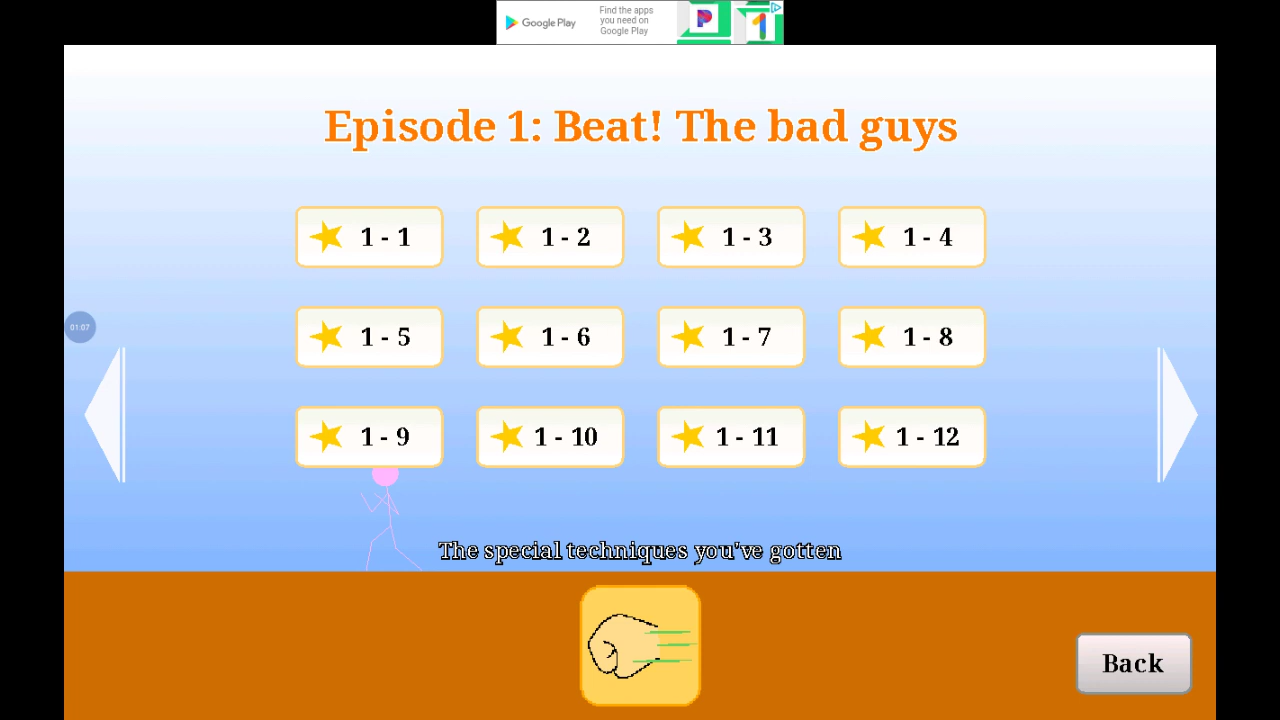 Google Play
Find the apps
you need on
Google Play
Episode 1: Beat! The bad guys
1 - 1
1 - 2
1 - 3
1 - 4
1 - 5
1 - 6
1 - 7
1 - 8
01:07
1 - 9
1 - 10
1 - 11
1 - 12
The special techniques you've gotten
Back